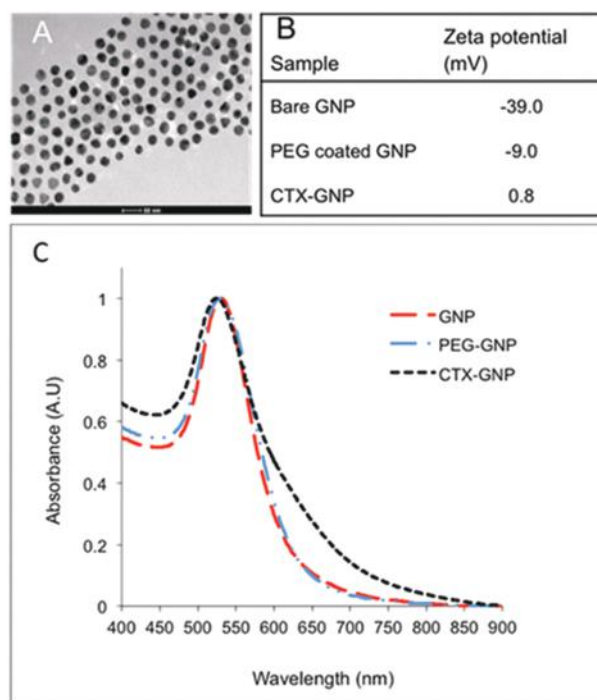 A
B
Sample
Zeta potential
(mV)
Bare GNP
-39.0
PEG coated GNP
-9.0
CTX-GNP
0.8
C
Absorbance (A.U)
1
0.8
0.6
0.4
0.2
0
400 450 500 550 600 650 700 750 800 850 900
Wavelength (nm)
GNP
PEG-GNP
CTX-GNP